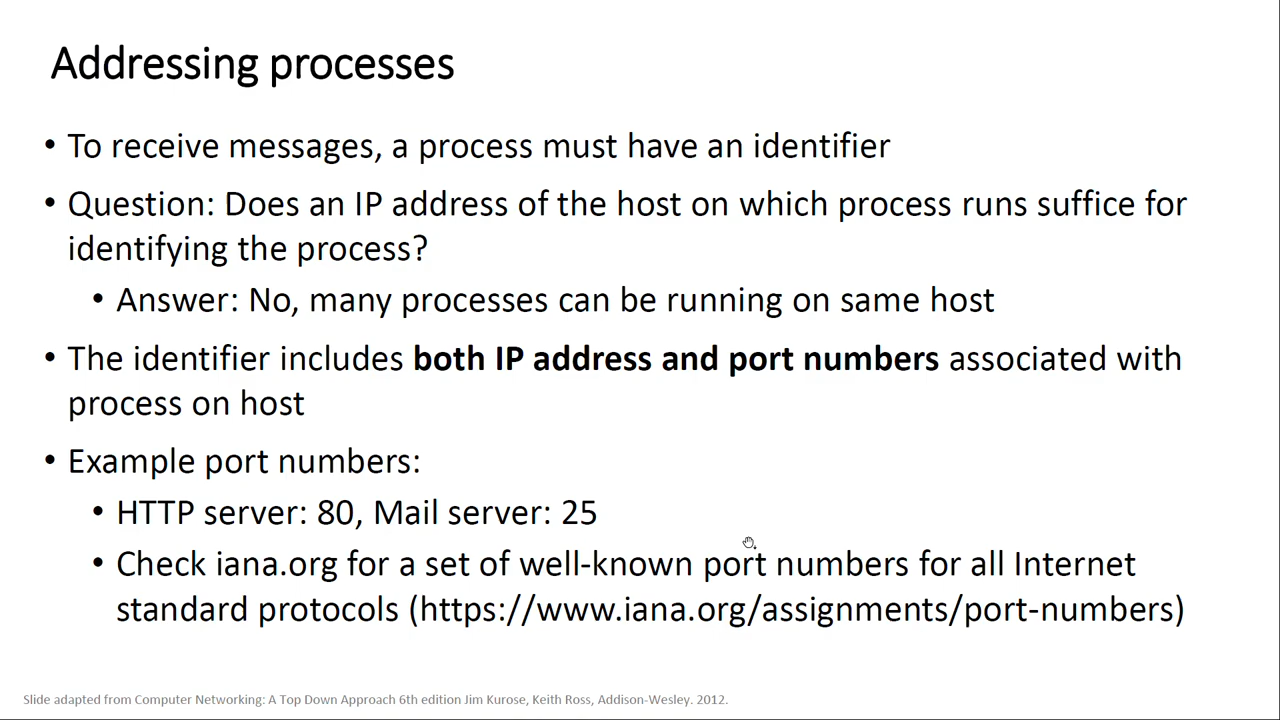 Addressing processes
• To receive messages, a process must have an identifier
• Question: Does an IP address of the host on which process runs suffice for
identifying the process?
• Answer: No, many processes can be running on same host
• The identifier includes both IP address and port numbers associated with
process on host
• Example port numbers:
• HTTP server: 80, Mail server: 25
• Check iana.org for a set of well-known port numbers for all Internet
standard protocols (https://www.iana.org/assignments/port-numbers)
Slide adapted from Computer Networking: A Top Down Approach 6th edition Jim Kurose, Keith Ross, Addison-Wesley. 2012.